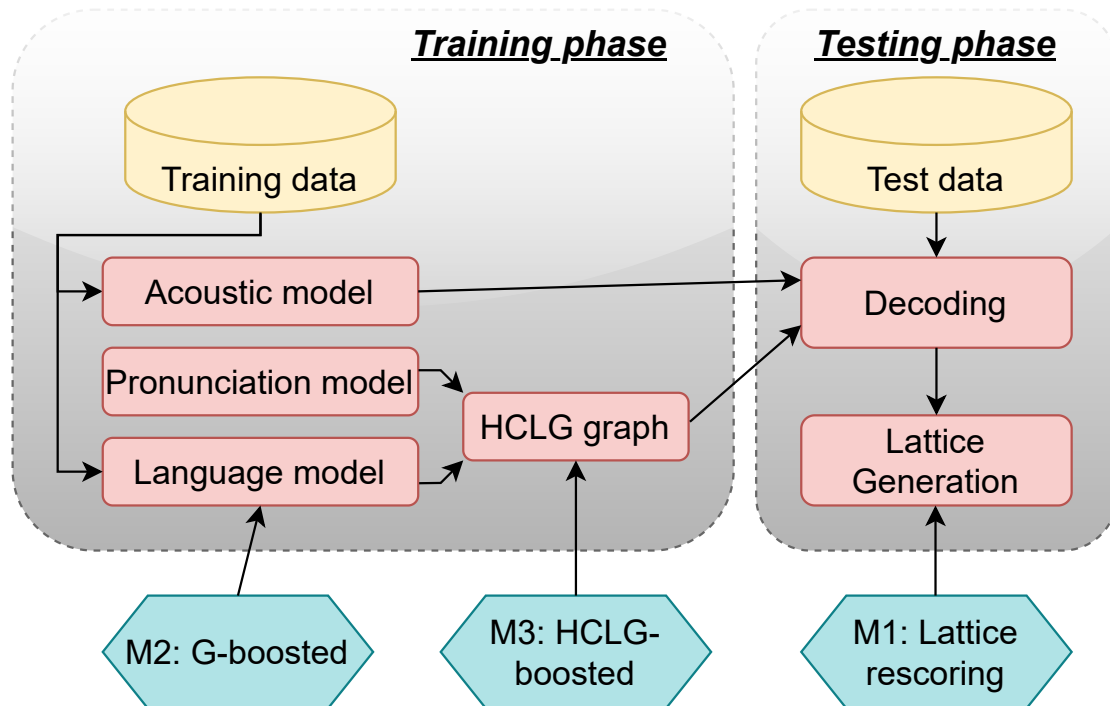 Training phase
Testing phase
Training data
Test data
Acoustic model
Decoding
Pronunciation model
HCLG graph
Language model
Lattice
Generation
M2: G-boosted
M3: HCLG-
boosted
M1: Lattice
rescoring